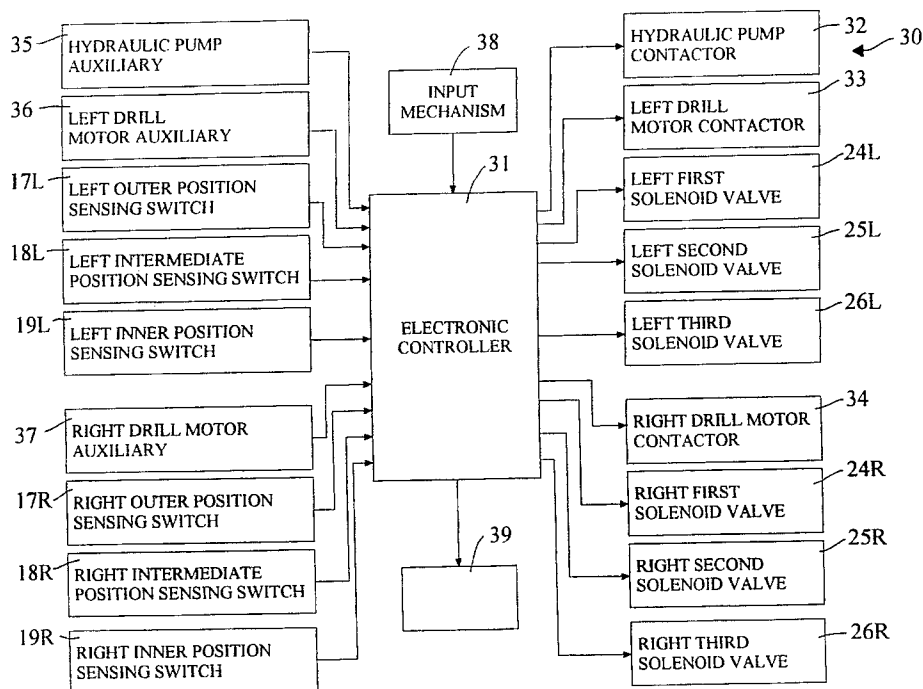 35
HYDRAULIC PUMP
AUXILIARY
36
LEFT DRILL
MOTOR AUXILIARY
17L
LEFT OUTER POSITION
SENSING SWITCH
18L
LEFT INTERMEDIATE
POSITION SENSING SWITCH
19L
LEFT INNER POSITION
SENSING SWITCH
37
RIGHT DRILL MOTOR
AUXILIARY
17R
RIGHT OUTER POSITION
SENSING SWITCH
18R
RIGHT INTERMEDIATE
POSITION SENSING SWITCH
19R
RIGHT INNER POSITION
SENSING SWITCH
38
INPUT
MECHANISM
31
ELECTRONIC
CONTROLLER
39
32
30
HYDRAULIC PUMP
CONTACTOR
33
LEFT DRILL
MOTOR CONTACTOR
24L
LEFT FIRST
SOLENOID VALVE
25L
LEFT SECOND
SOLENOID VALVE
26L
LEFT THIRD
SOLENOID VALVE
34
RIGHT DRILL MOTOR
CONTACTOR
24R
RIGHT FIRST
SOLENOID VALVE
25R
RIGHT SECOND
SOLENOID VALVE
26R
RIGHT THIRD
SOLENOID VALVE